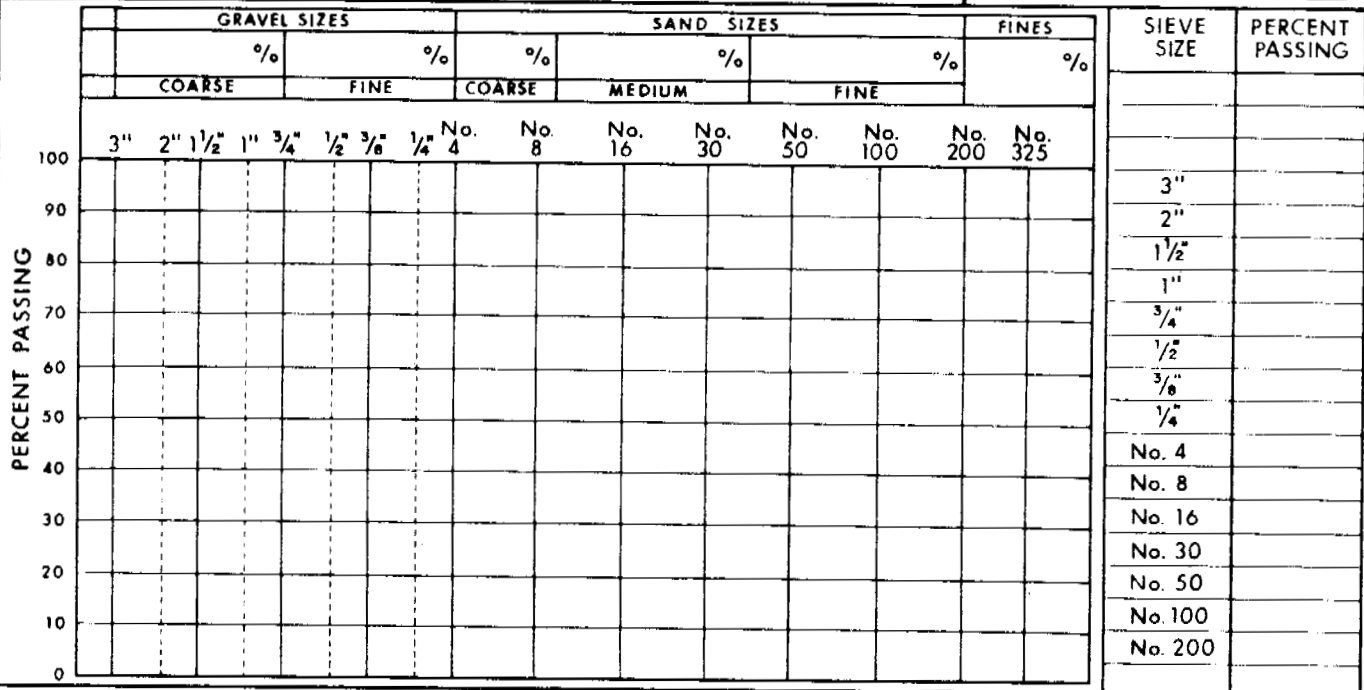 GRAVEL SIZES SAND SIZES FINES
% % % % % %
COARSE FINE COARSE MEDIUM FINE
3" 2" 1½" 1" ¾" ½" ⅜" ¼" No. 4 No. 8 No. 16 No. 30 No. 50 No. 100 No. 200 No. 325
PERCENT PASSING
100
90
80
70
60
50
40
30
20
10
0
SIEVE SIZE
PERCENT PASSING
3"
2"
1½"
1"
¾"
½"
⅜"
¼"
No. 4
No. 8
No. 16
No. 30
No. 50
No. 100
No. 200